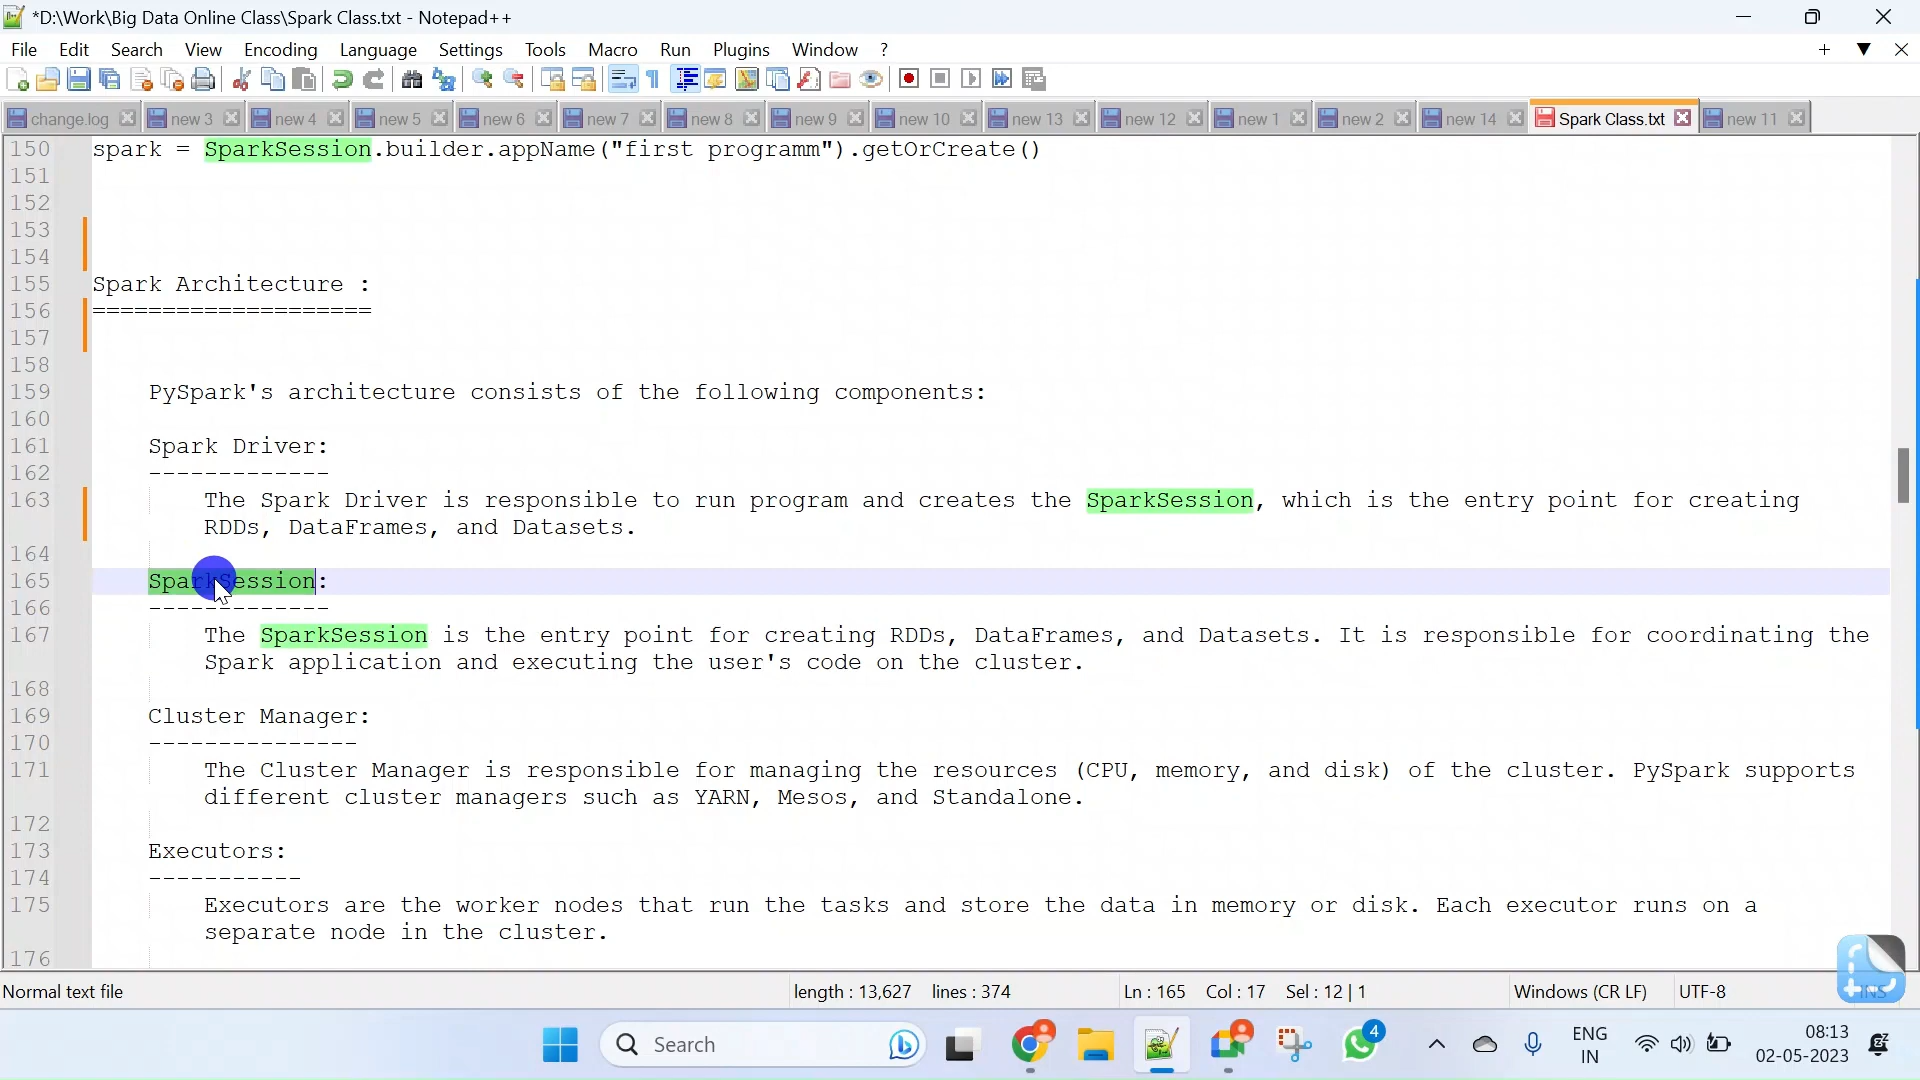 *D:\Work\Big Data Online Class\Spark Class.txt - Notepad++
File Edit Search View Encoding Language Settings Tools Macro Run Plugins Window ?
change.log new 3 new 4 new 5 new 6 new 7 new 8 new 9 new 10 new 13 new 12 new 1 new 2 new 14 Spark Class.txt new 11
150 spark = SparkSession.builder.appName("first programm").getOrCreate()
151
152
153
154
155 Spark Architecture :
156 ====================
157
158
159 PySpark's architecture consists of the following components:
160
161 Spark Driver:
162 -------------
163 The Spark Driver is responsible to run program and creates the SparkSession, which is the entry point for creating
RDDs, DataFrames, and Datasets.
164
165 SparkSession:
166 -------------
167 The SparkSession is the entry point for creating RDDs, DataFrames, and Datasets. It is responsible for coordinating the
Spark application and executing the user's code on the cluster.
168
169 Cluster Manager:
170 ---------------
171 The Cluster Manager is responsible for managing the resources (CPU, memory, and disk) of the cluster. PySpark supports
different cluster managers such as YARN, Mesos, and Standalone.
172
173 Executors:
174 -----------
175 Executors are the worker nodes that run the tasks and store the data in memory or disk. Each executor runs on a
separate node in the cluster.
176
Normal text file length : 13,627 lines : 374 Ln : 165 Col : 17 Sel : 12 | 1 Windows (CR LF) UTF-8 INS
Search 4 ENG IN 08:13 02-05-2023